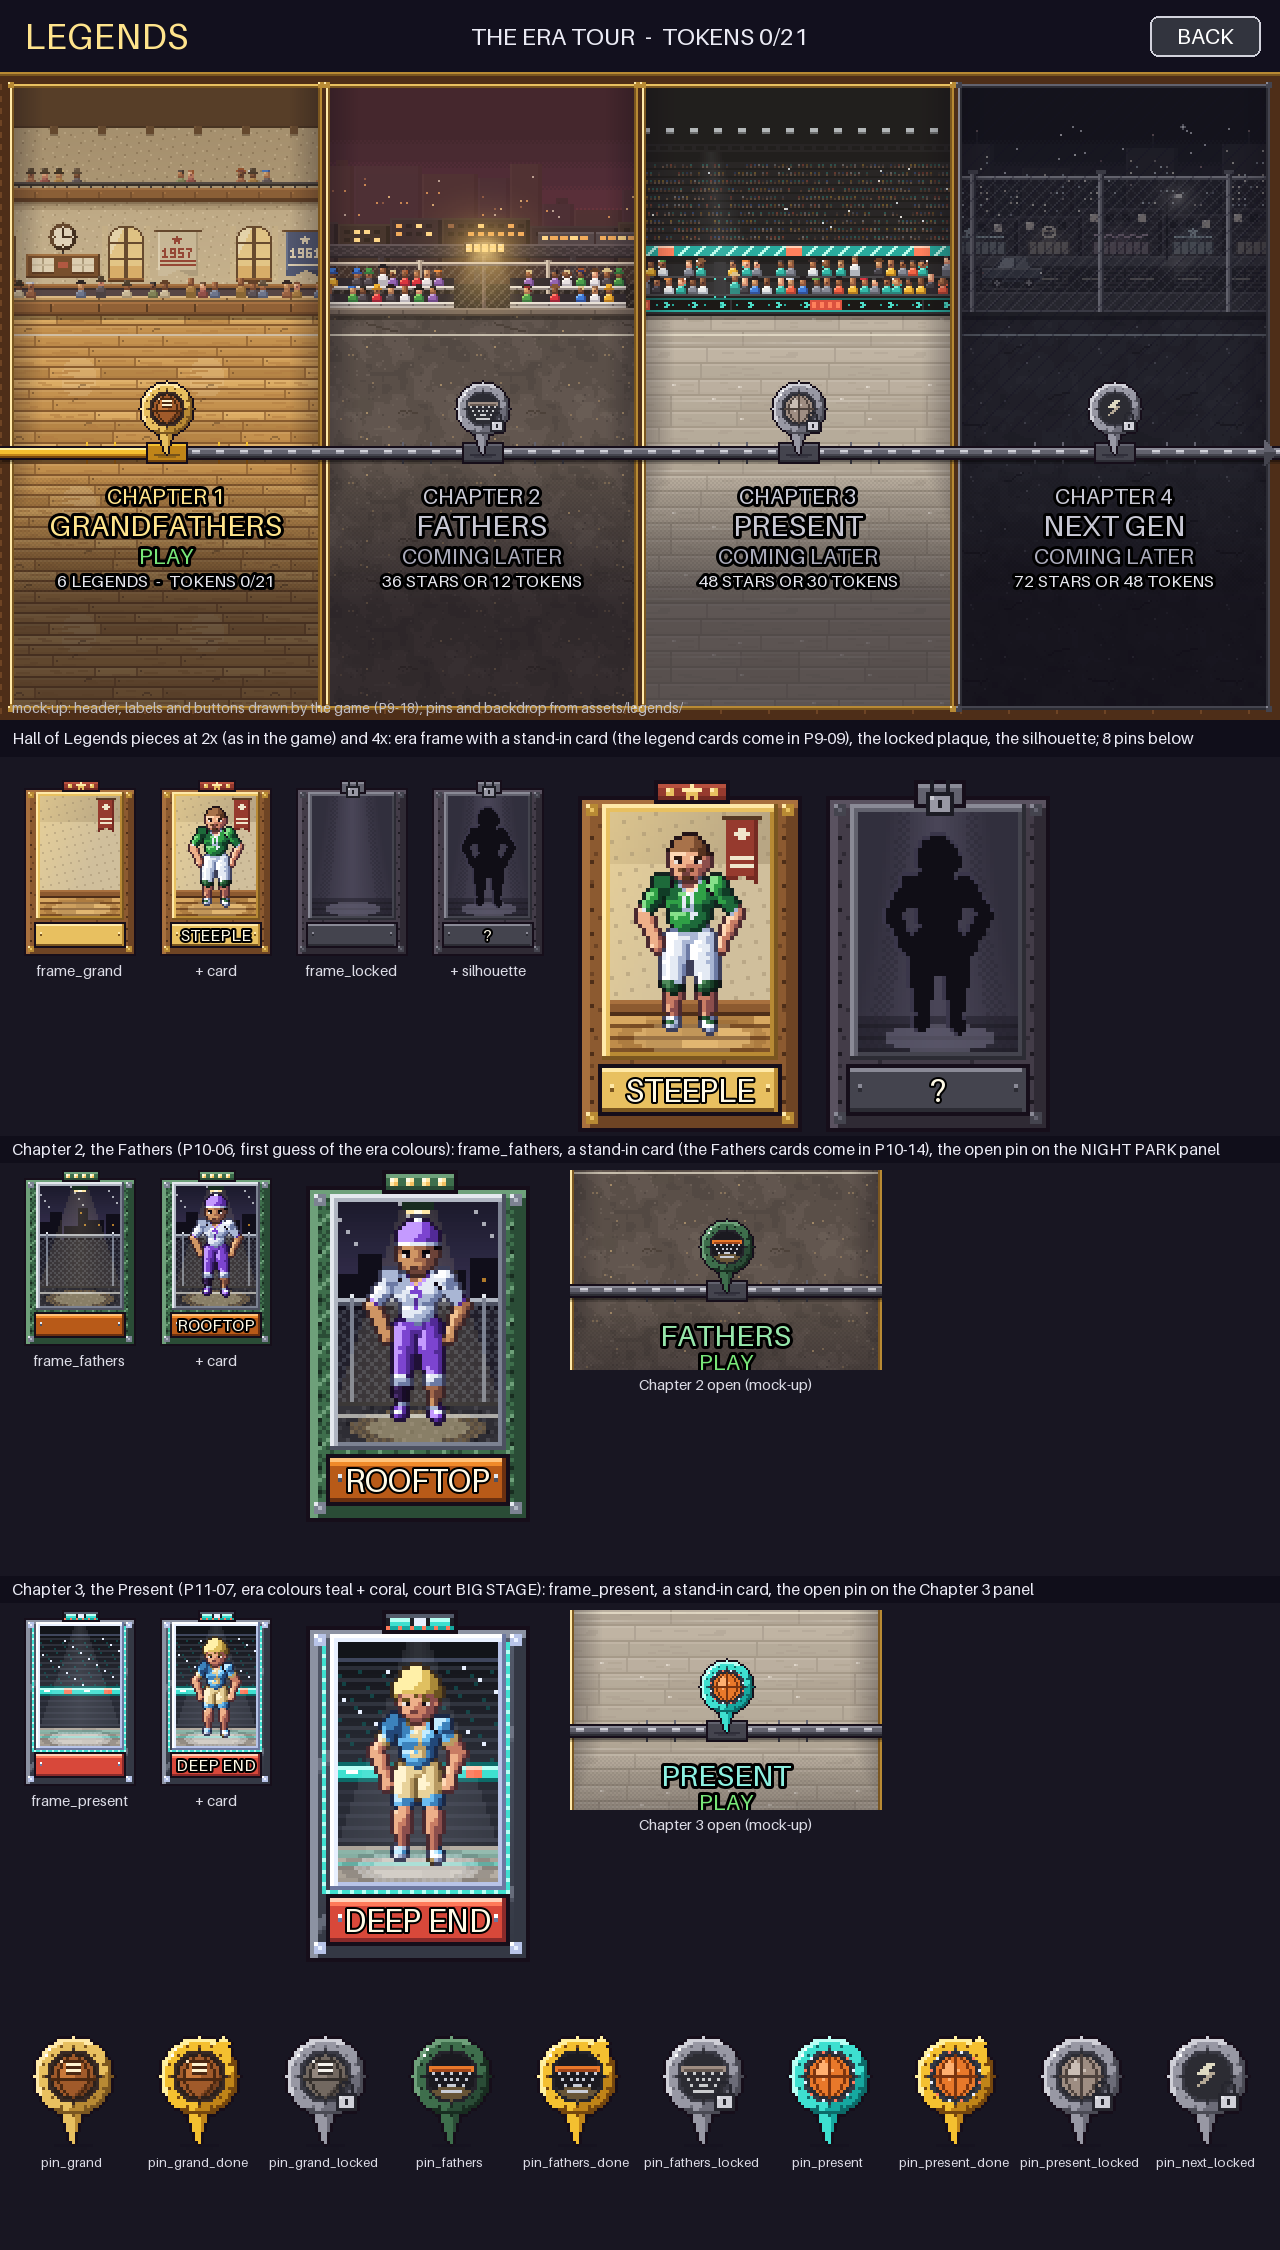 LEGENDS
THE ERA TOUR - TOKENS 0/21
BACK
1957
1961
CHAPTER 1
GRANDFATHERS
PLAY
6 LEGENDS - TOKENS 0/21
CHAPTER 2
FATHERS
COMING LATER
36 STARS OR 12 TOKENS
CHAPTER 3
PRESENT
COMING LATER
48 STARS OR 30 TOKENS
CHAPTER 4
NEXT GEN
COMING LATER
72 STARS OR 48 TOKENS
mock-up: header, labels and buttons drawn by the game (P9-18); pins and backdrop from assets/legends/
Hall of Legends pieces at 2x (as in the game) and 4x: era frame with a stand-in card (the legend cards come in P9-09), the locked plaque, the silhouette; 8 pins below
STEEPLE
?
STEEPLE
?
frame_grand
+ card
frame_locked
+ silhouette
Chapter 2, the Fathers (P10-06, first guess of the era colours): frame_fathers, a stand-in card (the Fathers cards come in P10-14), the open pin on the NIGHT PARK panel
ROOFTOP
ROOFTOP
frame_fathers
+ card
FATHERS
PLAY
Chapter 2 open (mock-up)
Chapter 3, the Present (P11-07, era colours teal + coral, court BIG STAGE): frame_present, a stand-in card, the open pin on the Chapter 3 panel
DEEP END
DEEP END
frame_present
+ card
PRESENT
PLAY
Chapter 3 open (mock-up)
pin_grand
pin_grand_done
pin_grand_locked
pin_fathers
pin_fathers_done
pin_fathers_locked
pin_present
pin_present_done
pin_present_locked
pin_next_locked